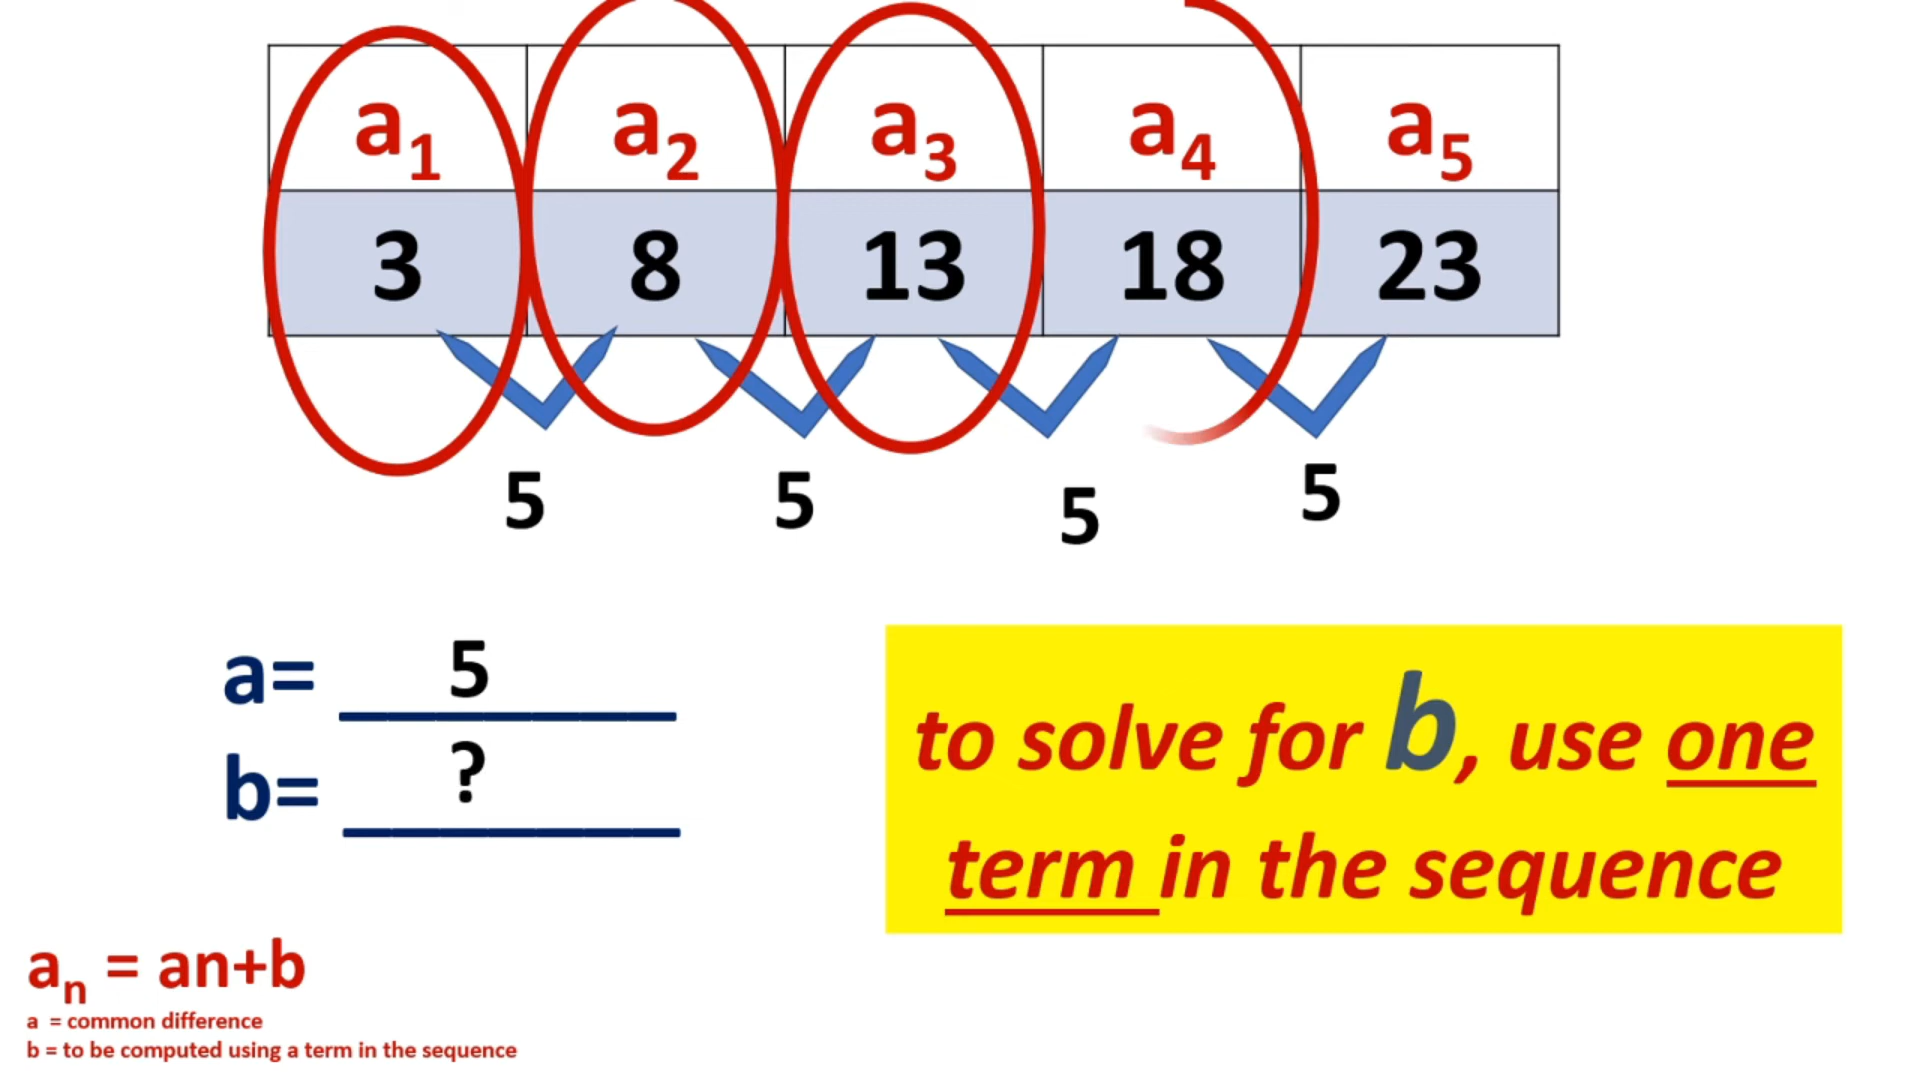 a1 a2 a3 a4 a5
3 8 13 18 23
5 5 5 5
a= 5
b= ?
to solve for b, use one
term in the sequence
an = an+b
a = common difference
b = to be computed using a term in the sequence